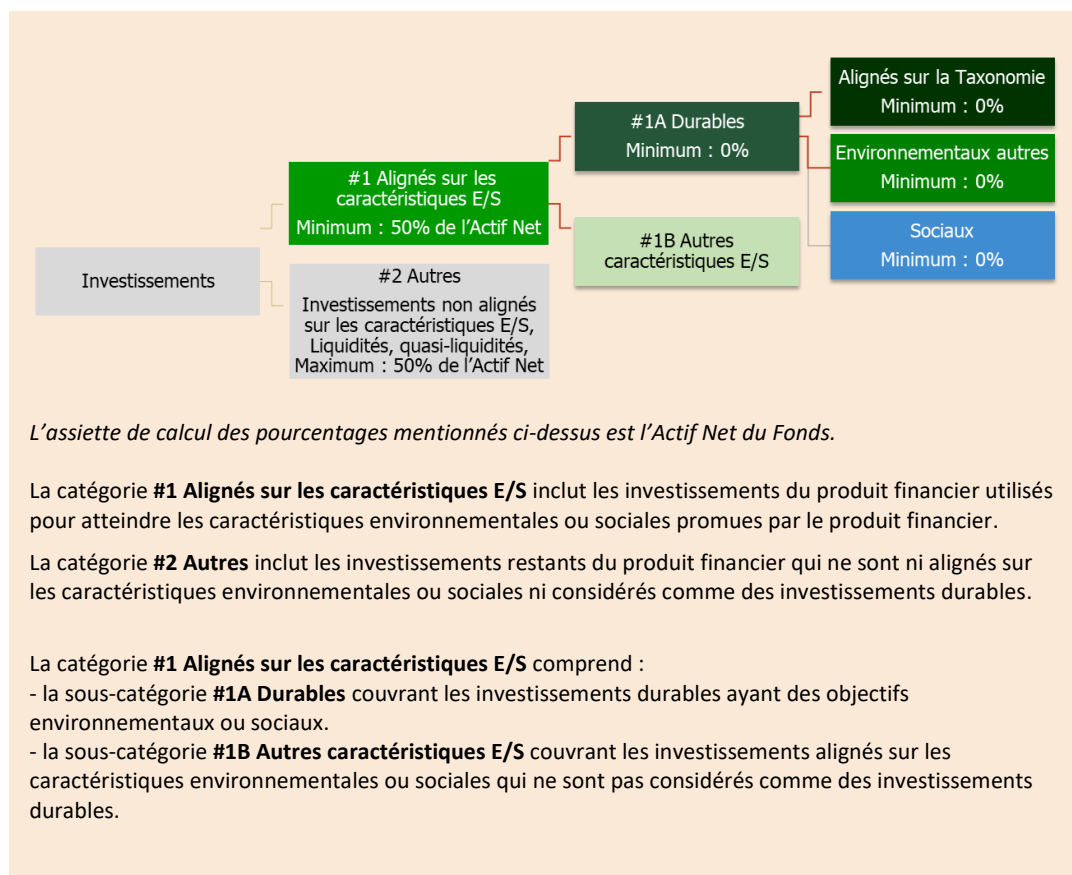 Alignés sur la Taxonomie
Minimum : 0%
#1A Durables
Minimum : 0%
Environnementaux autres
Minimum : 0%
#1 Alignés sur les
caractéristiques E/S
Minimum : 50% de l’Actif Net
#1B Autres
caractéristiques E/S
Sociaux
Minimum : 0%
Investissements
#2 Autres
Investissements non alignés
sur les caractéristiques E/S,
Liquidités, quasi-liquidités,
Maximum : 50% de l’Actif Net
L’assiette de calcul des pourcentages mentionnés ci-dessus est l’Actif Net du Fonds.
La catégorie #1 Alignés sur les caractéristiques E/S inclut les investissements du produit financier utilisés
pour atteindre les caractéristiques environnementales ou sociales promues par le produit financier.
La catégorie #2 Autres inclut les investissements restants du produit financier qui ne sont ni alignés sur
les caractéristiques environnementales ou sociales ni considérés comme des investissements durables.
La catégorie #1 Alignés sur les caractéristiques E/S comprend :
- la sous-catégorie #1A Durables couvrant les investissements durables ayant des objectifs
environnementaux ou sociaux.
- la sous-catégorie #1B Autres caractéristiques E/S couvrant les investissements alignés sur les
caractéristiques environnementales ou sociales qui ne sont pas considérés comme des investissements
durables.